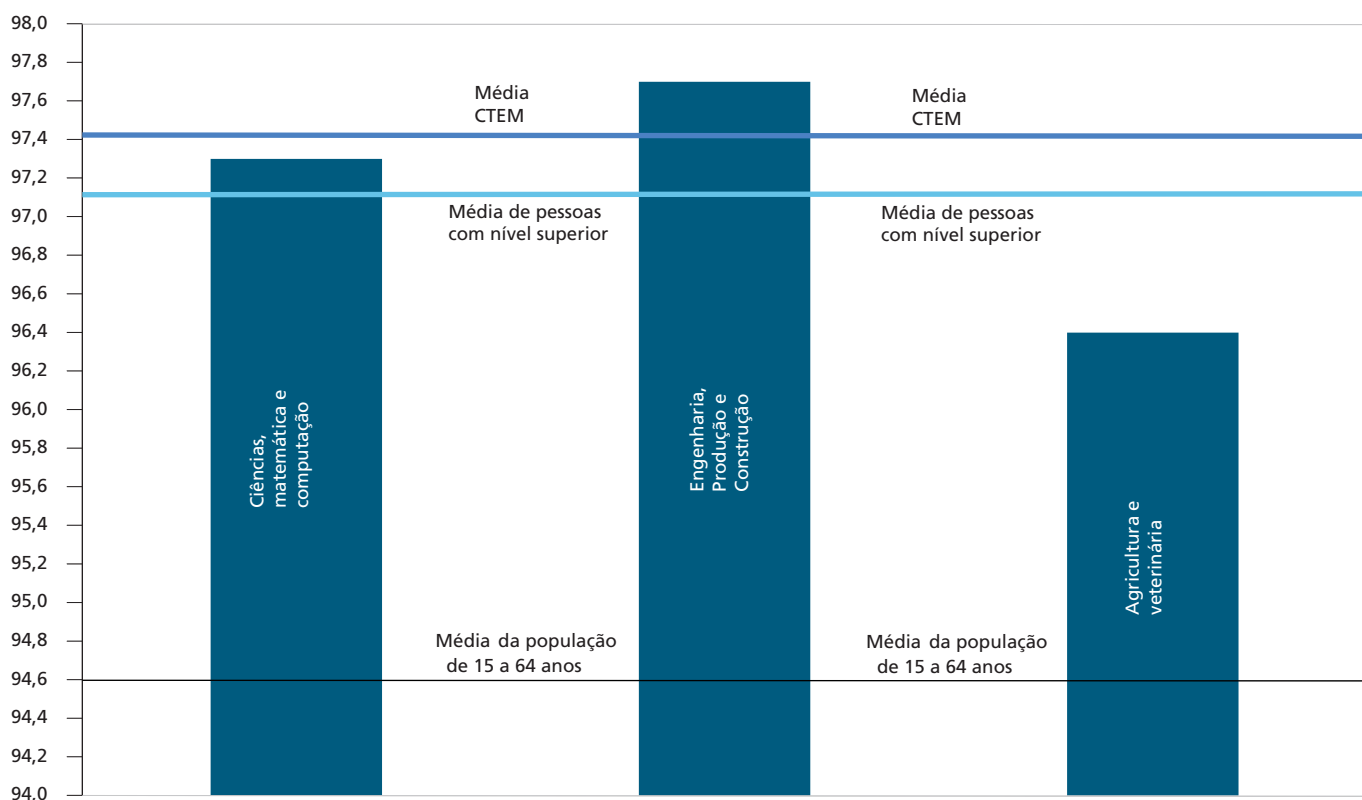 98,0
97,8
97,6
97,4
97,2
97,0
96,8
96,6
96,4
96,2
96,0
95,8
95,6
95,4
95,2
95,0
94,8
94,6
94,4
94,2
94,0
Média
CTEM
Média
CTEM
Média de pessoas
com nível superior
Média de pessoas
com nível superior
Média da população
de 15 a 64 anos
Média da população
de 15 a 64 anos
Ciências,
matemática e
computação
Engenharia,
Produção e
Construção
Agricultura e
veterinária